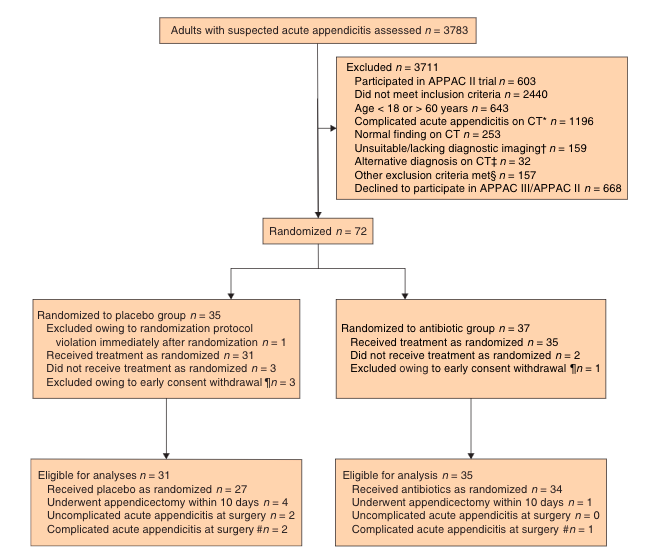 Adults with suspected acute appendicitis assessed n = 3783
Excluded n = 3711
Participated in APPAC II trial n = 603
Did not meet inclusion criteria n = 2440
Age < 18 or > 60 years n = 643
Complicated acute appendicitis on CT* n = 1196
Normal finding on CT n = 253
Unsuitable/lacking diagnostic imaging† n = 159
Alternative diagnosis on CT‡ n = 32
Other exclusion criteria met§ n = 157
Declined to participate in APPAC III/APPAC II n = 668
Randomized n = 72
Randomized to placebo group n = 35
Excluded owing to randomization protocol
violation immediately after randomization n = 1
Received treatment as randomized n = 31
Did not receive treatment as randomized n = 3
Excluded owing to early consent withdrawal ¶n = 3
Randomized to antibiotic group n = 37
Received treatment as randomized n = 35
Did not receive treatment as randomized n = 2
Excluded owing to early consent withdrawal ¶n = 1
Eligible for analyses n = 31
Received placebo as randomized n = 27
Underwent appendicectomy within 10 days n = 4
Uncomplicated acute appendicitis at surgery n = 2
Complicated acute appendicitis at surgery #n = 2
Eligible for analysis n = 35
Received antibiotics as randomized n = 34
Underwent appendicectomy within 10 days n = 1
Uncomplicated acute appendicitis at surgery n = 0
Complicated acute appendicitis at surgery #n = 1